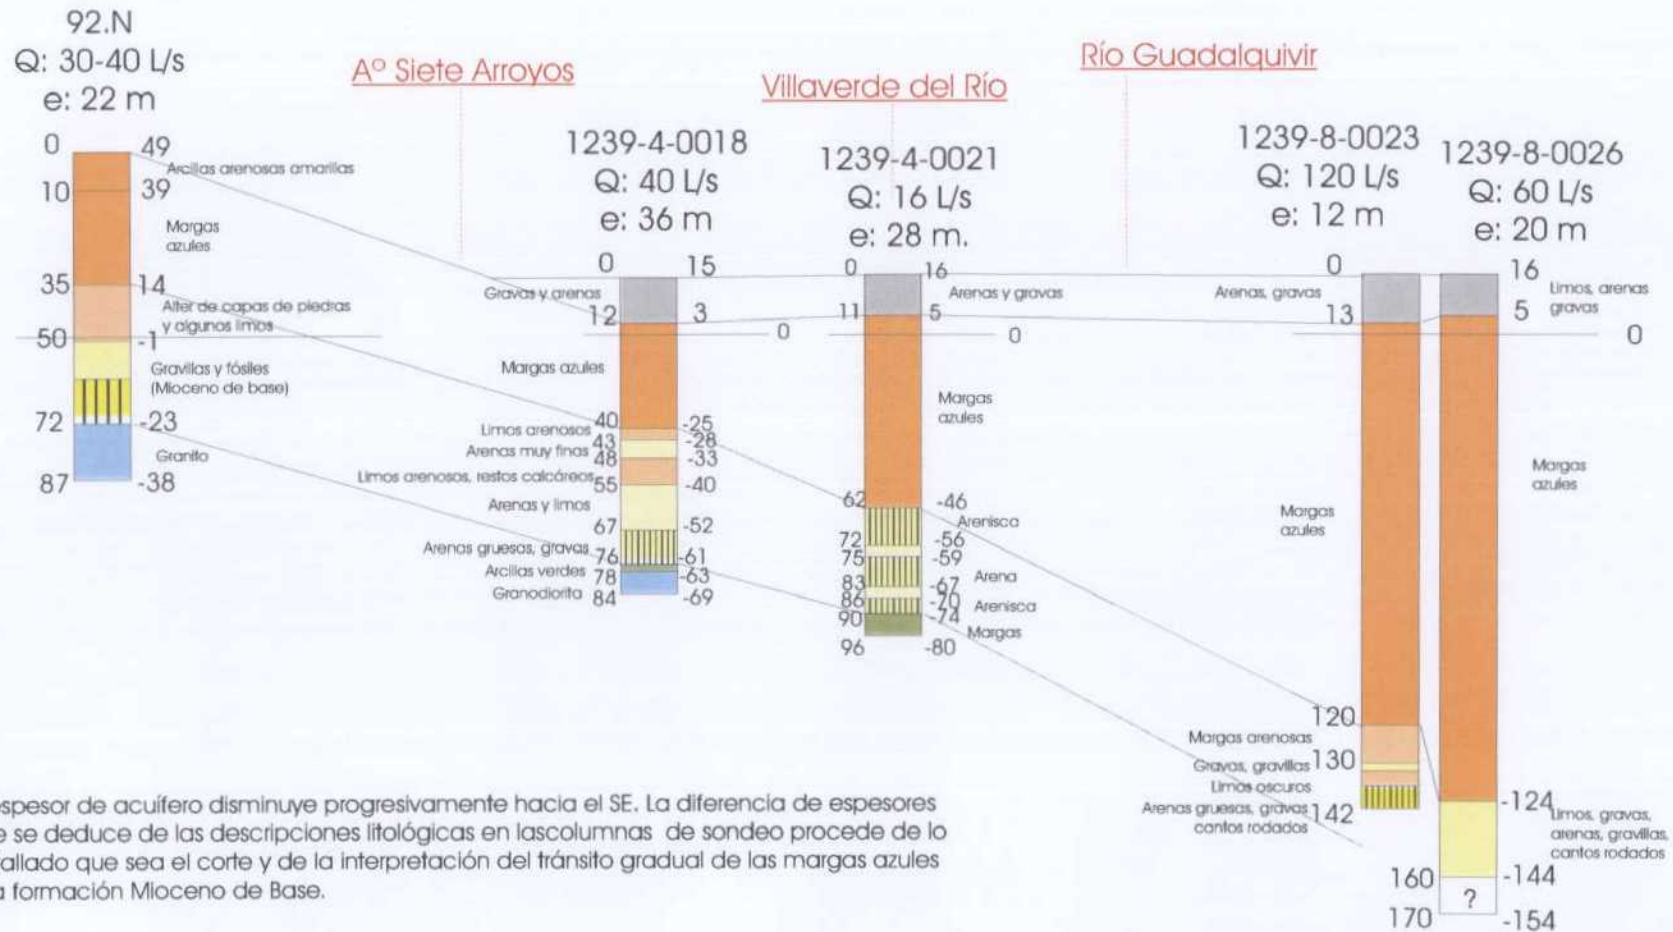 92.N
Q: 30-40 L/s
e: 22 m
Aº Siete Arroyos
Villaverde del Río
Río Guadalquivir
1239-4-0018
Q: 40 L/s
e: 36 m
1239-4-0021
Q: 16 L/s
e: 28 m.
1239-8-0023
Q: 120 L/s
e: 12 m
1239-8-0026
Q: 60 L/s
e: 20 m
0 49
Arcillas arenosas amarillas
10 39
Margas
azules
35 14
Alter de capas de piedras
y algunos limos
50 -1
Gravillas y fósiles
(Mioceno de base)
72 -23
Granito
87 -38
0 15
Gravas y arenas
12 3
0
Margas azules
40 -25
Limos arenosos
43 -28
Arenas muy finas
48 -33
Limos arenosos, restos calcáreos
55 -40
Arenas y limos
67 -52
Arenas gruesas, gravas
76 -61
Arcillas verdes
78 -63
Granodiorita
84 -69
0 16
Arenas y gravas
11 5
0
Margas
azules
62 -46
Arenisca
72 -56
75 -59
Arena
83 -67
86 -70
Arenisca
90 -74
Margas
96 -80
0
Arenas, gravas
13
Margas
azules
120
Margas arenosas
130
Gravas, gravillas
Limos oscuros
Arenas gruesas, gravas
cantos rodados
142
16
Limos, arenas
gravas
5
0
Margas
azules
-124
Limos, gravas,
arenas, gravillas,
cantos rodados
160 -144
?
170 -154
espesor de acuífero disminuye progresivamente hacia el SE. La diferencia de espesores
e se deduce de las descripciones litológicas en lascolumnas de sondeo procede de lo
allado que sea el corte y de la interpretación del tránsito gradual de las margas azules
a formación Mioceno de Base.